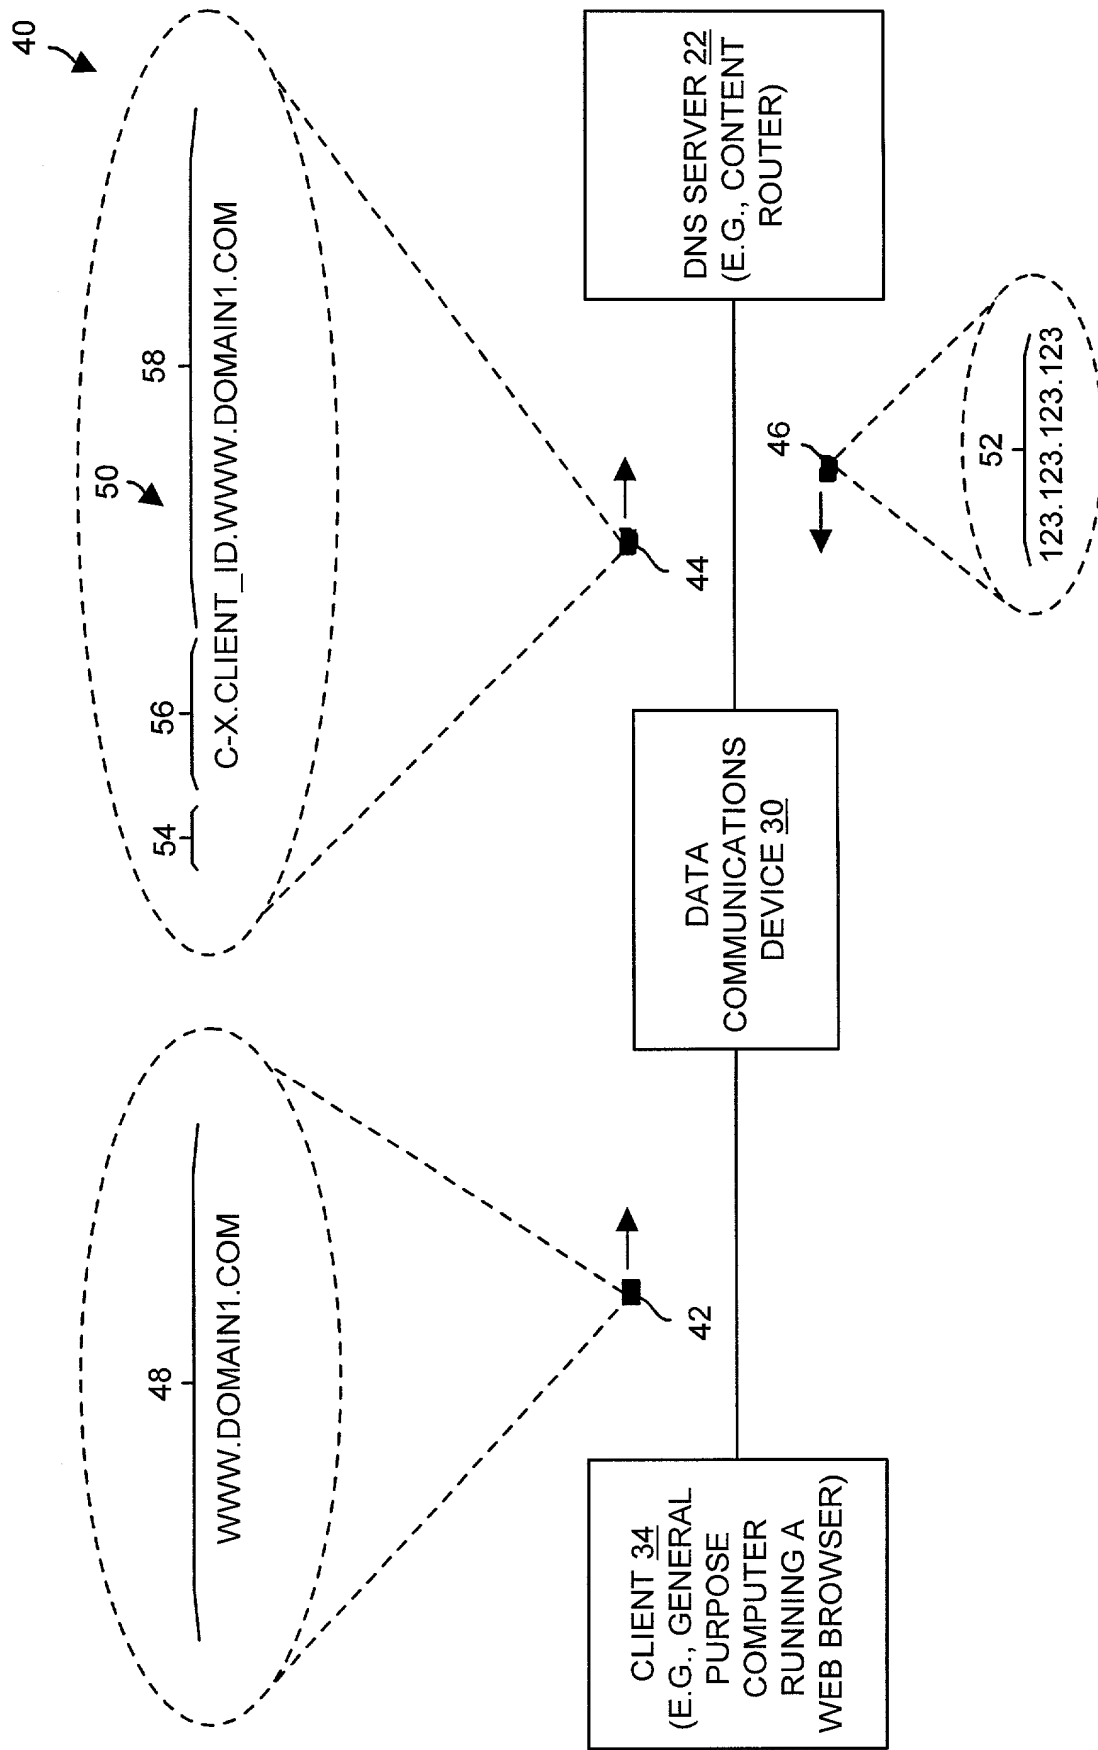 40
50
48
54
56
58
WWW.DOMAIN1.COM
C-X.CLIENT_ID.WWW.DOMAIN1.COM
42
44
46
CLIENT 34
(E.G., GENERAL
PURPOSE
COMPUTER
RUNNING A
WEB BROWSER)
DATA
COMMUNICATIONS
DEVICE 30
DNS SERVER 22
(E.G., CONTENT
ROUTER)
52
123.123.123.123